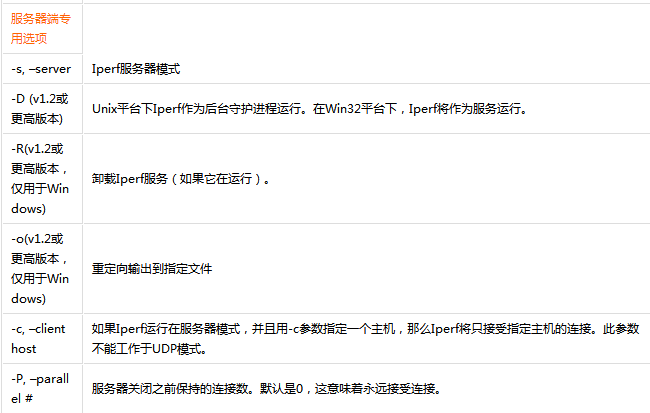 服务器端专
用选项
-s, –server
Iperf服务器模式
-D (v1.2或
更高版本)
Unix平台下Iperf作为后台守护进程运行。在Win32平台下，Iperf将作为服务运行。
-R(v1.2或
更高版本，
仅用于Win
dows)
卸载Iperf服务（如果它在运行）。
-o(v1.2或
更高版本，
仅用于Win
dows)
重定向输出到指定文件
-c, –client
host
如果Iperf运行在服务器模式，并且用-c参数指定一个主机，那么Iperf将只接受指定主机的连接。此参数
不能工作于UDP模式。
-P, –parall
el #
服务器关闭之前保持的连接数。默认是0，这意味着永远接受连接。